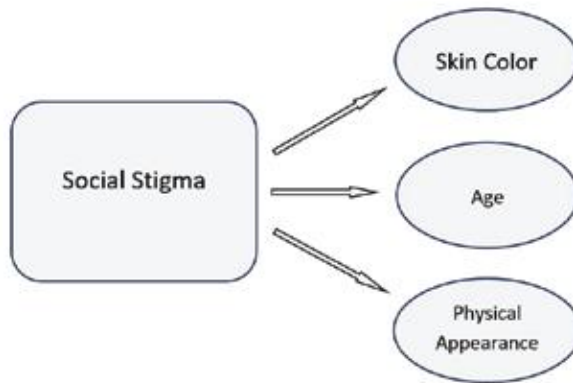 Social Stigma
Skin Color
Age
Physical
Appearance